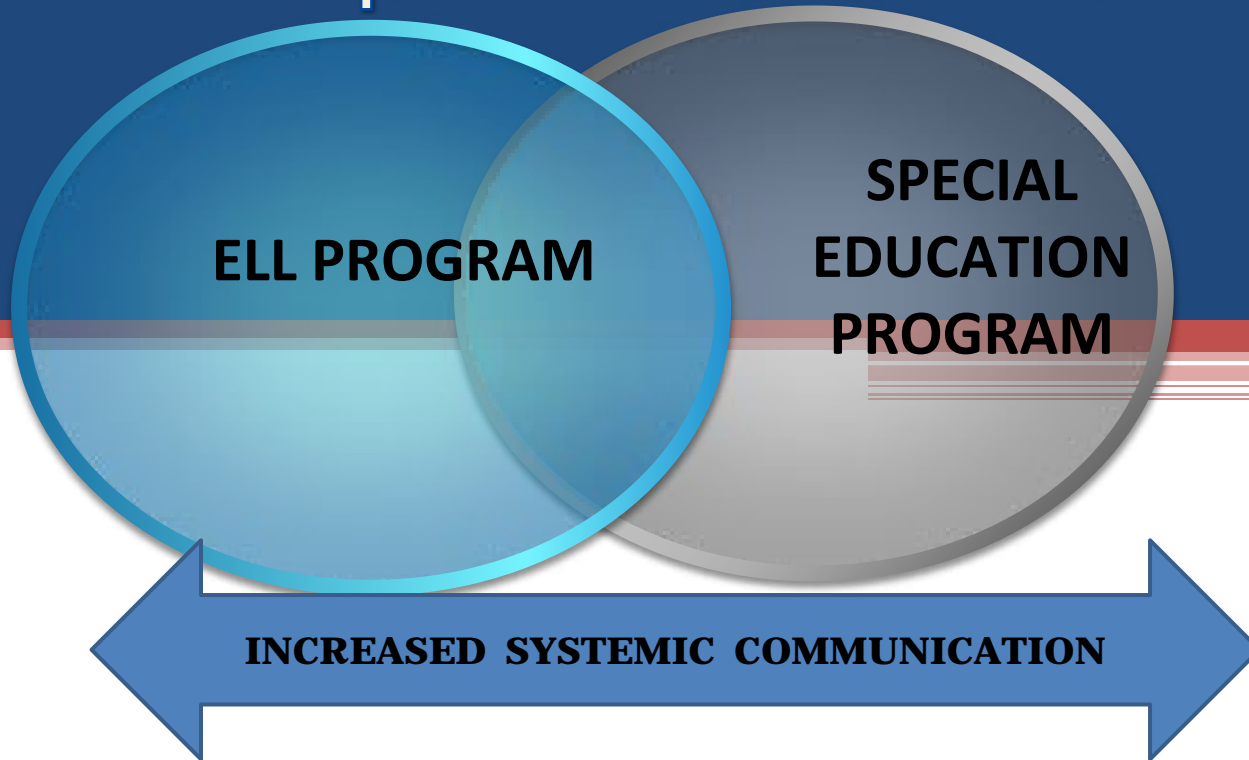 ELL PROGRAM
SPECIAL
EDUCATION
PROGRAM
INCREASED SYSTEMIC COMMUNICATION